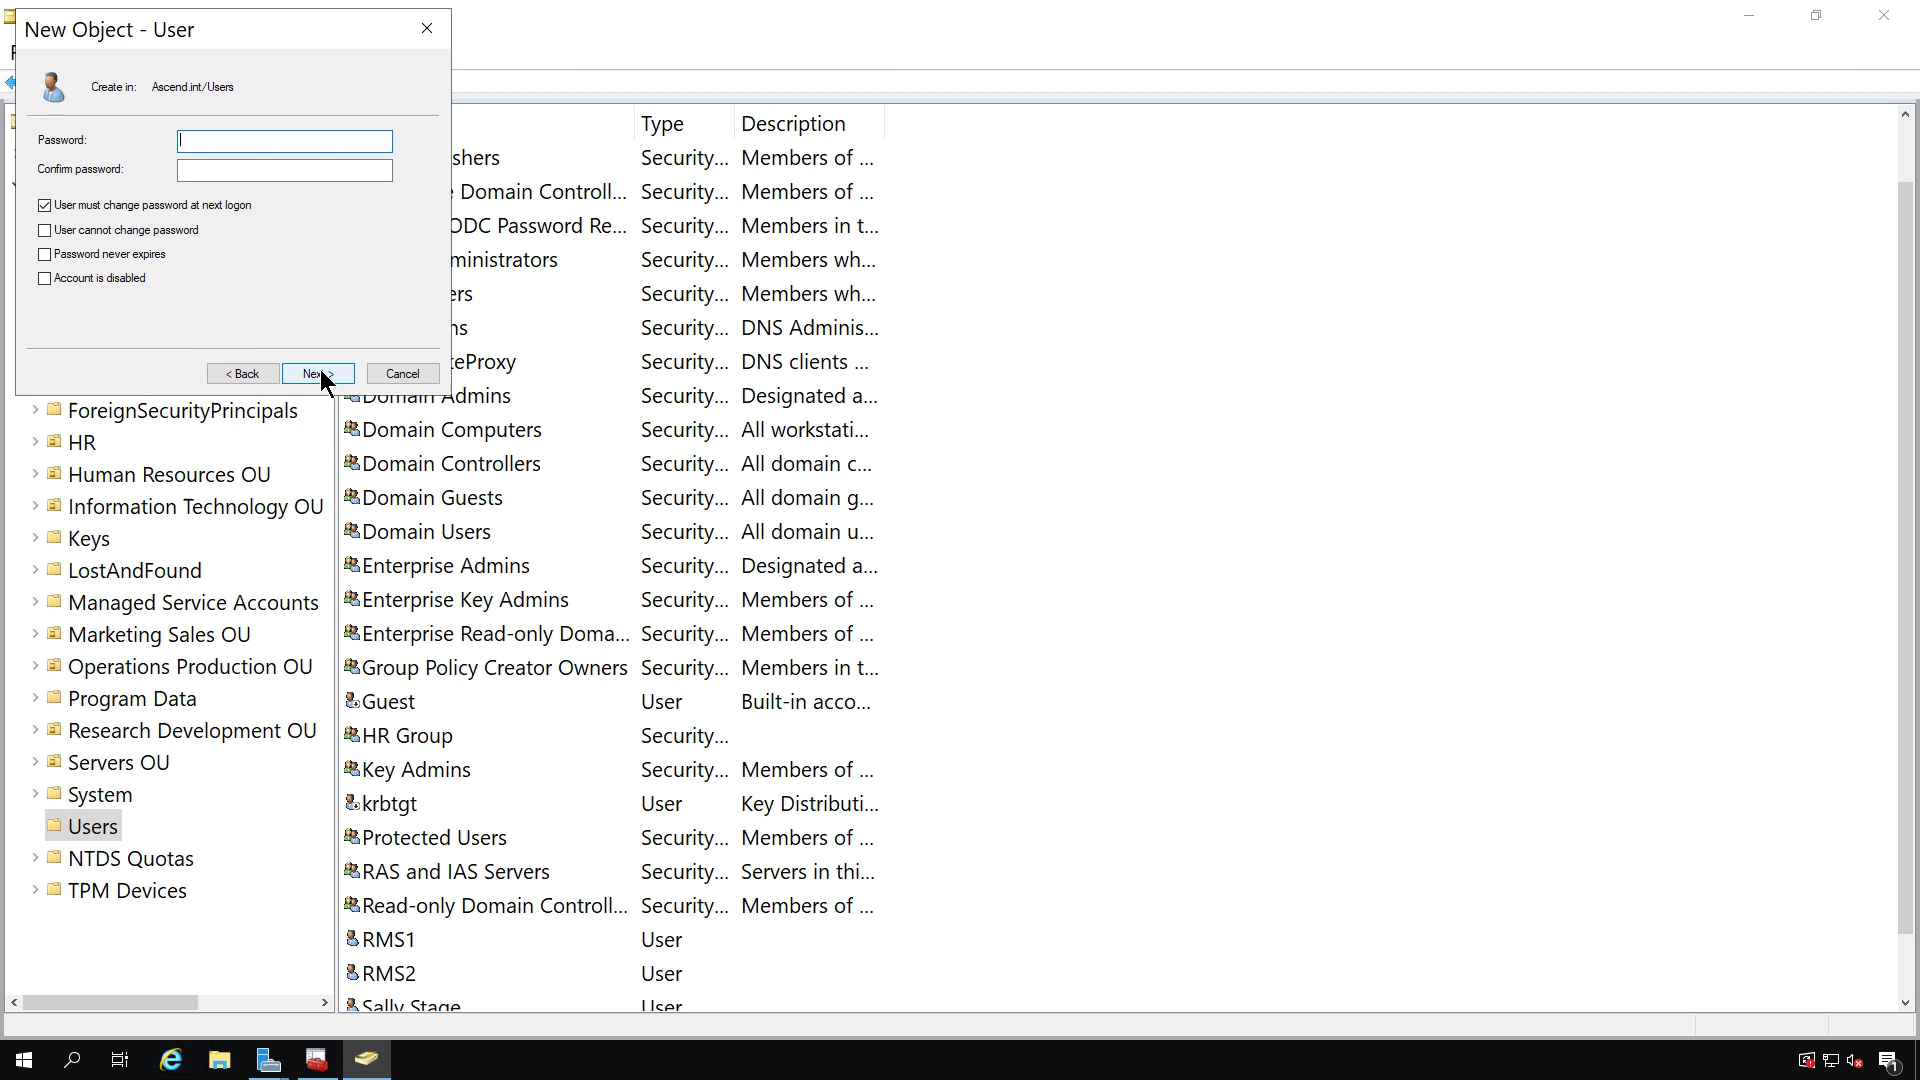 New Object - User
Create in: Ascend.int/Users
Password:
Confirm password:
User must change password at next logon
User cannot change password
Password never expires
Account is disabled
< Back
Cancel
ForeignSecurityPrincipals
HR
Human Resources OU
Information Technology OU
Keys
LostAndFound
Managed Service Accounts
Marketing Sales OU
Operations Production OU
Program Data
Research Development OU
Servers OU
System
Users
NTDS Quotas
TPM Devices
Type Description
shers Security... Members of ...
Domain Controll... Security... Members of ...
ODC Password Re... Security... Members in t...
ministrators Security... Members wh...
ers Security... Members wh...
ns Security... DNS Adminis...
teProxy Security... DNS clients ...
Domain Admins Security... Designated a...
Domain Computers Security... All workstati...
Domain Controllers Security... All domain c...
Domain Guests Security... All domain g...
Domain Users Security... All domain u...
Enterprise Admins Security... Designated a...
Enterprise Key Admins Security... Members of ...
Enterprise Read-only Doma... Security... Members of ...
Group Policy Creator Owners Security... Members in t...
Guest User Built-in acco...
HR Group Security...
Key Admins Security... Members of ...
krbtgt User Key Distributi...
Protected Users Security... Members of ...
RAS and IAS Servers Security... Servers in thi...
Read-only Domain Controll... Security... Members of ...
RMS1 User
RMS2 User
Sally Stage User
1